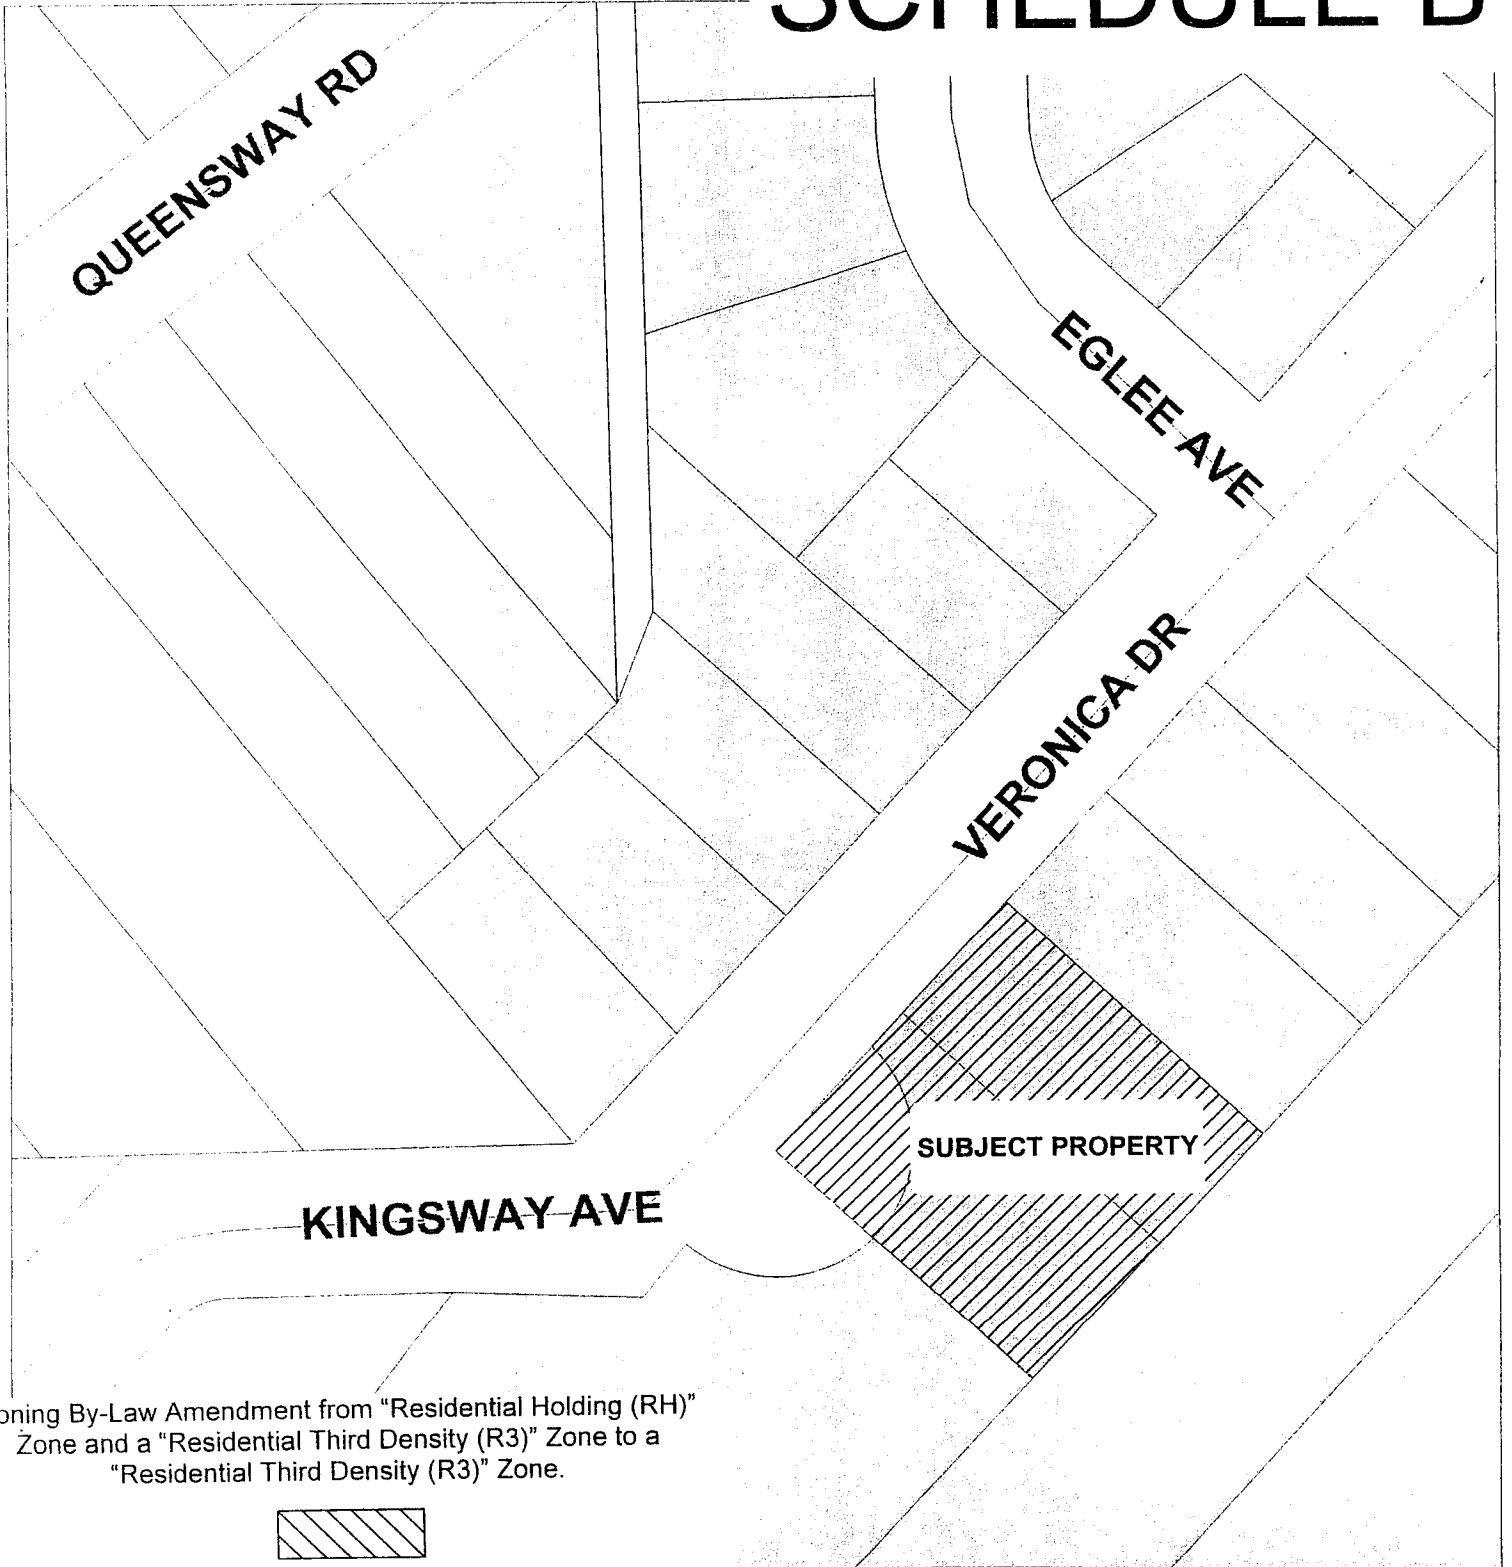 SCHEDULE B
QUEENSWAY RD
EGLEE AVE
VERONICA DR
SUBJECT PROPERTY
KINGSWAY AVE
oning By-Law Amendment from “Residential Holding (RH)”
Zone and a “Residential Third Density (R3)” Zone to a
“Residential Third Density (R3)” Zone.